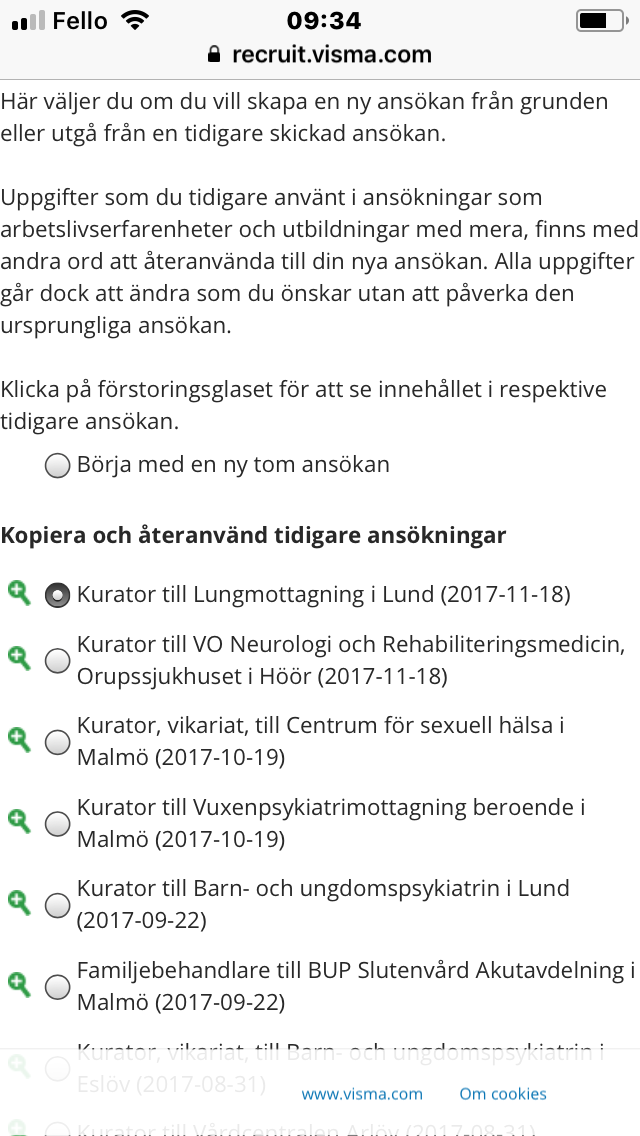 Fello
09:34
recruit.visma.com
Här väljer du om du vill skapa en ny ansökan från grunden
eller utgå från en tidigare skickad ansökan.
Uppgifter som du tidigare använt i ansökningar som
arbetslivserfarenheter och utbildningar med mera, finns med
andra ord att återanvända till din nya ansökan. Alla uppgifter
går dock att ändra som du önskar utan att påverka den
ursprungliga ansökan.
Klicka på förstoringsglaset för att se innehållet i respektive
tidigare ansökan.
Börja med en ny tom ansökan
Kopiera och återanvänd tidigare ansökningar
Kurator till Lungmottagning i Lund (2017-11-18)
Kurator till VO Neurologi och Rehabiliteringsmedicin,
Orupssjukhuset i Höör (2017-11-18)
Kurator, vikariat, till Centrum för sexuell hälsa i
Malmö (2017-10-19)
Kurator till Vuxenpsykiatrimottagning beroende i
Malmö (2017-10-19)
Kurator till Barn- och ungdomspsykiatrin i Lund
(2017-09-22)
Familjebehandlare till BUP Slutenvård Akutavdelning i
Malmö (2017-09-22)
Kurator, vikariat, till Barn- och ungdomspsykiatrin i
Eslöv (2017-08-31)
www.visma.com Om cookies
Kurator till Vårdcentralen Arlöv (2017-08-31)